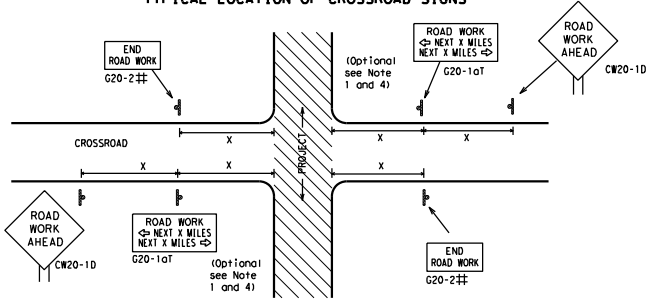 TYPICAL LOCATION OF CROSSROAD SIGNS
END
ROAD WORK
G20-2#
(Optional
see Note
1 and 4)
ROAD WORK
⇦ NEXT X MILES
NEXT X MILES ⇨
G20-1aT
ROAD
WORK
AHEAD
CW20-1D
X
X
X
CROSSROAD
PROJECT
X
X
X
ROAD
WORK
AHEAD
CW20-1D
ROAD WORK
⇦ NEXT X MILES
NEXT X MILES ⇨
G20-1aT
(Optional
see Note
1 and 4)
END
ROAD WORK
G20-2#